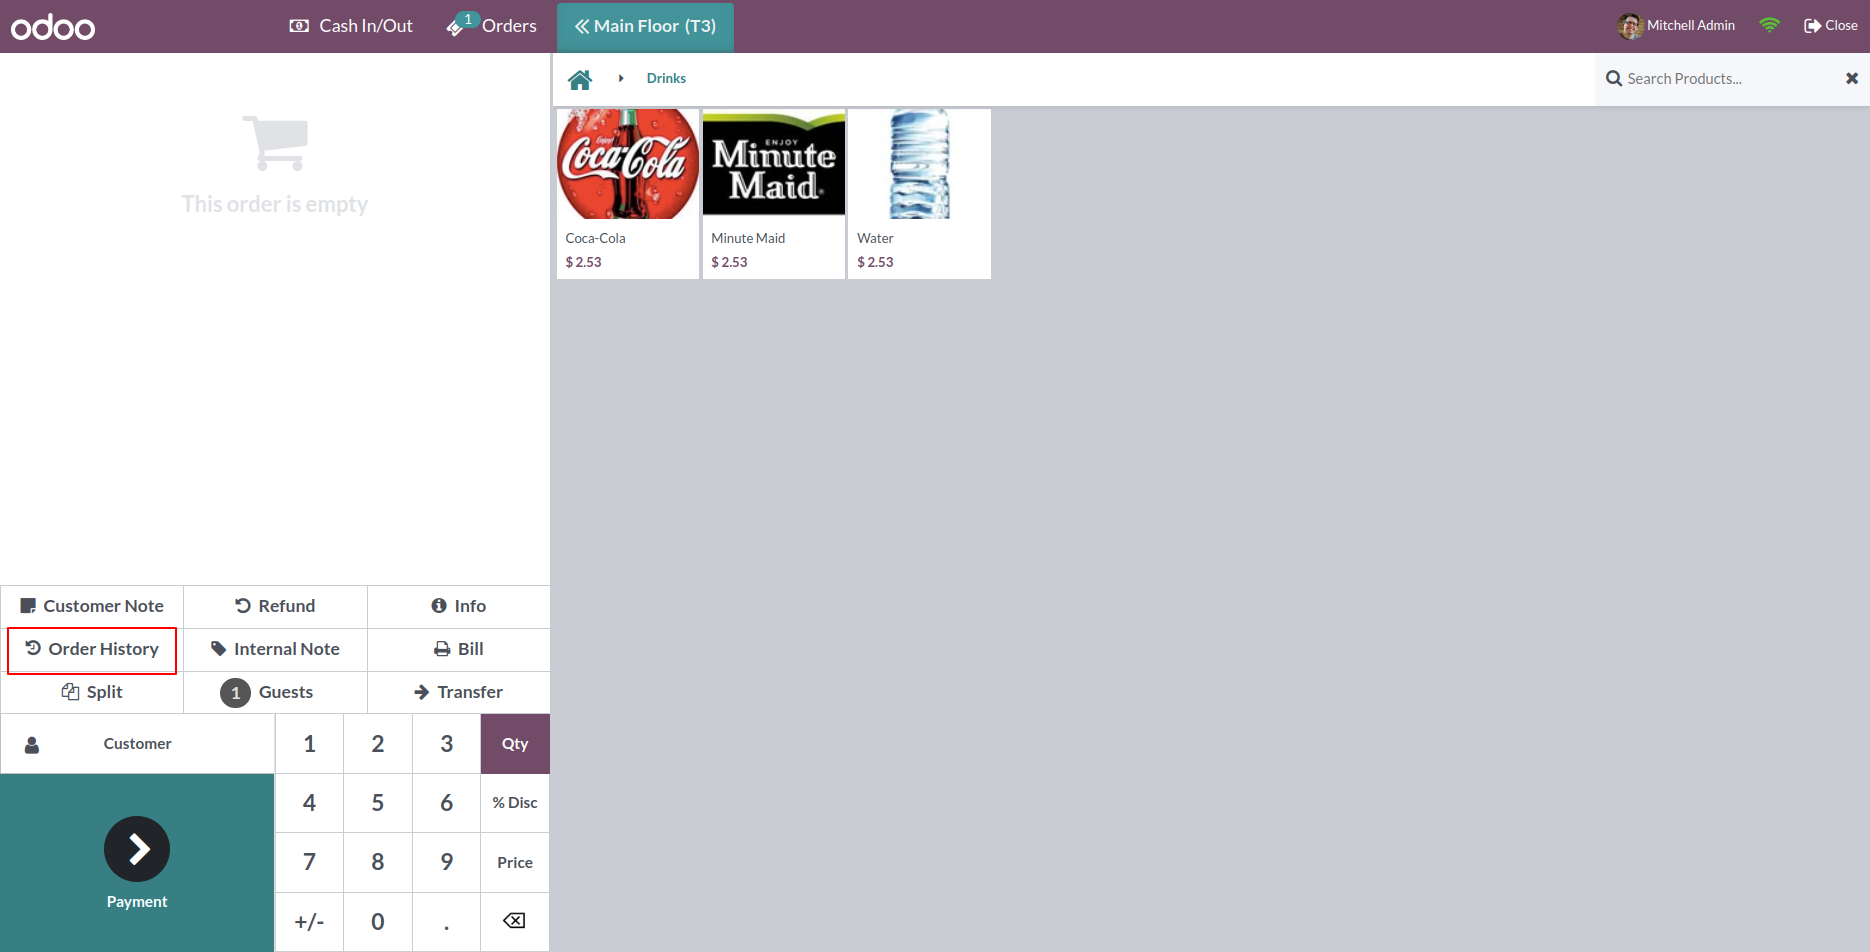 odoo
Cash In/Out
1
Orders
Main Floor (T3)
Mitchell Admin
Close
This order is empty
Drinks
Search Products...
Enjoy
Coca-Cola
ENJOY
Minute
Maid
Coca-Cola
$ 2.53
Minute Maid
$ 2.53
Water
$ 2.53
Customer Note
Refund
Info
Order History
Internal Note
Bill
Split
1 Guests
Transfer
Customer
1 2 3 Qty
4 5 6 % Disc
7 8 9 Price
+/- 0 .
Payment